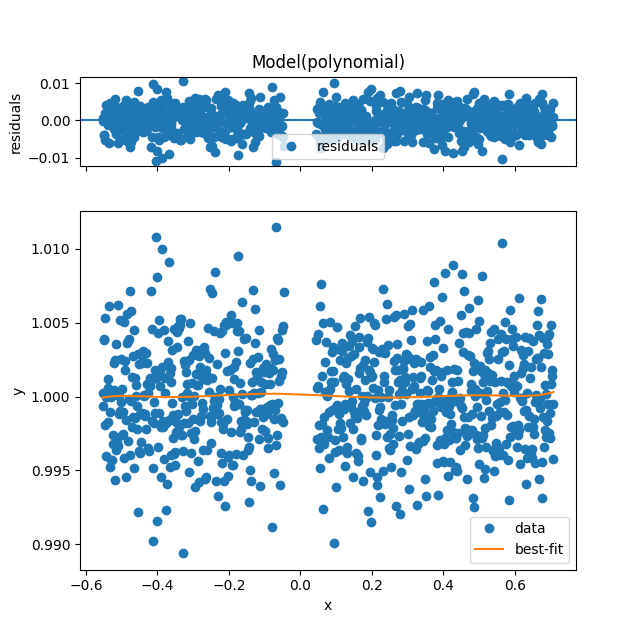 Model(polynomial)
0.01
0.00
−0.01
residuals
residuals
1.010
1.005
1.000
0.995
0.990
y
data
best-fit
−0.6 −0.4 −0.2 0.0 0.2 0.4 0.6
x